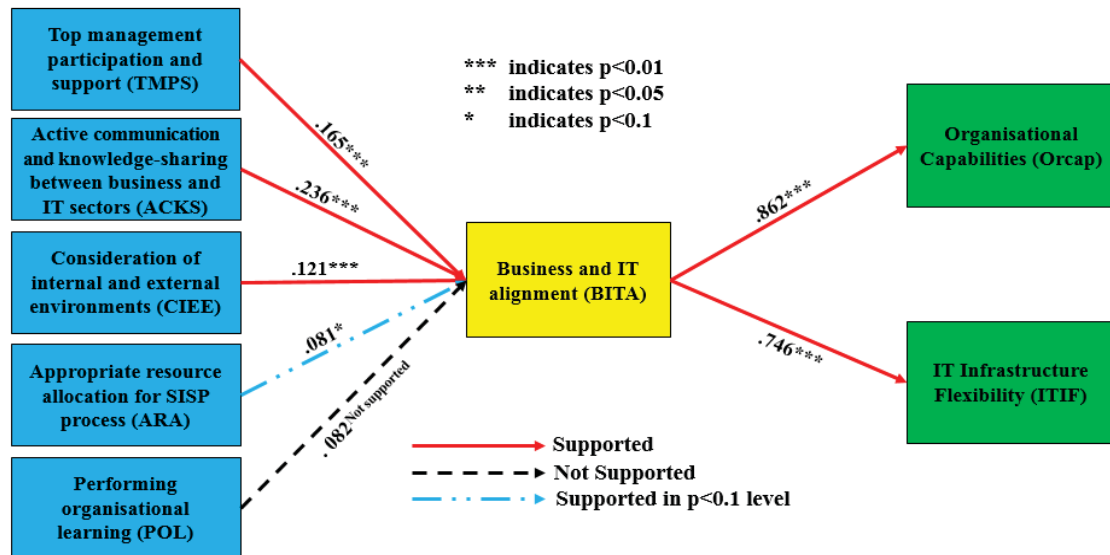 Top management
participation and
support (TMPS)
Active communication
and knowledge-sharing
between business and
IT sectors (ACKS)
Consideration of
internal and external
environments (CIEE)
Appropriate resource
allocation for SISP
process (ARA)
Performing
organisational
learning (POL)
*** indicates p<0.01
** indicates p<0.05
* indicates p<0.1
.165***
.236***
.121***
.081*
.082Not supported
Business and IT
alignment (BITA)
.862***
.746***
Organisational
Capabilities (Orcap)
IT Infrastructure
Flexibility (ITIF)
Supported
Not Supported
Supported in p<0.1 level